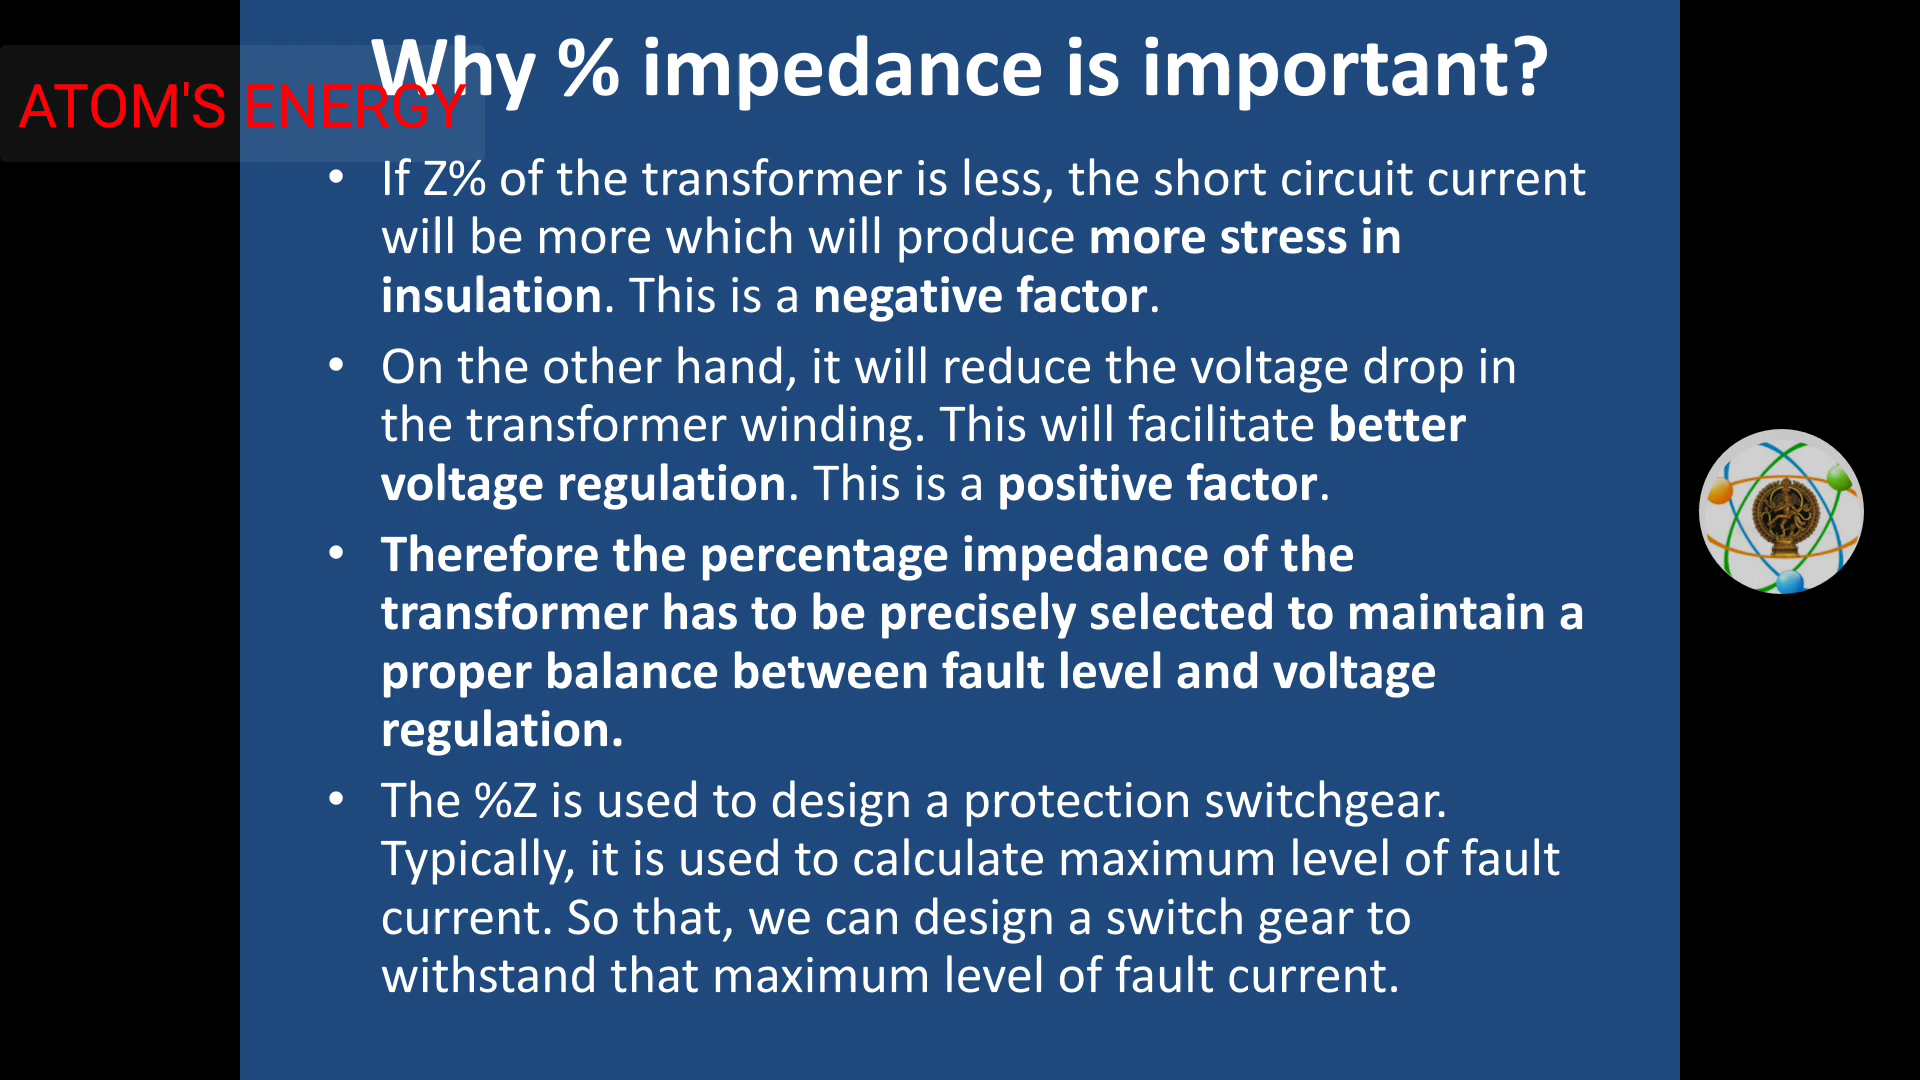 Why % impedance is important?
ATOM'S ENERGY
• If Z% of the transformer is less, the short circuit current
will be more which will produce more stress in
insulation. This is a negative factor.
• On the other hand, it will reduce the voltage drop in
the transformer winding. This will facilitate better
voltage regulation. This is a positive factor.
• Therefore the percentage impedance of the
transformer has to be precisely selected to maintain a
proper balance between fault level and voltage
regulation.
• The %Z is used to design a protection switchgear.
Typically, it is used to calculate maximum level of fault
current. So that, we can design a switch gear to
withstand that maximum level of fault current.